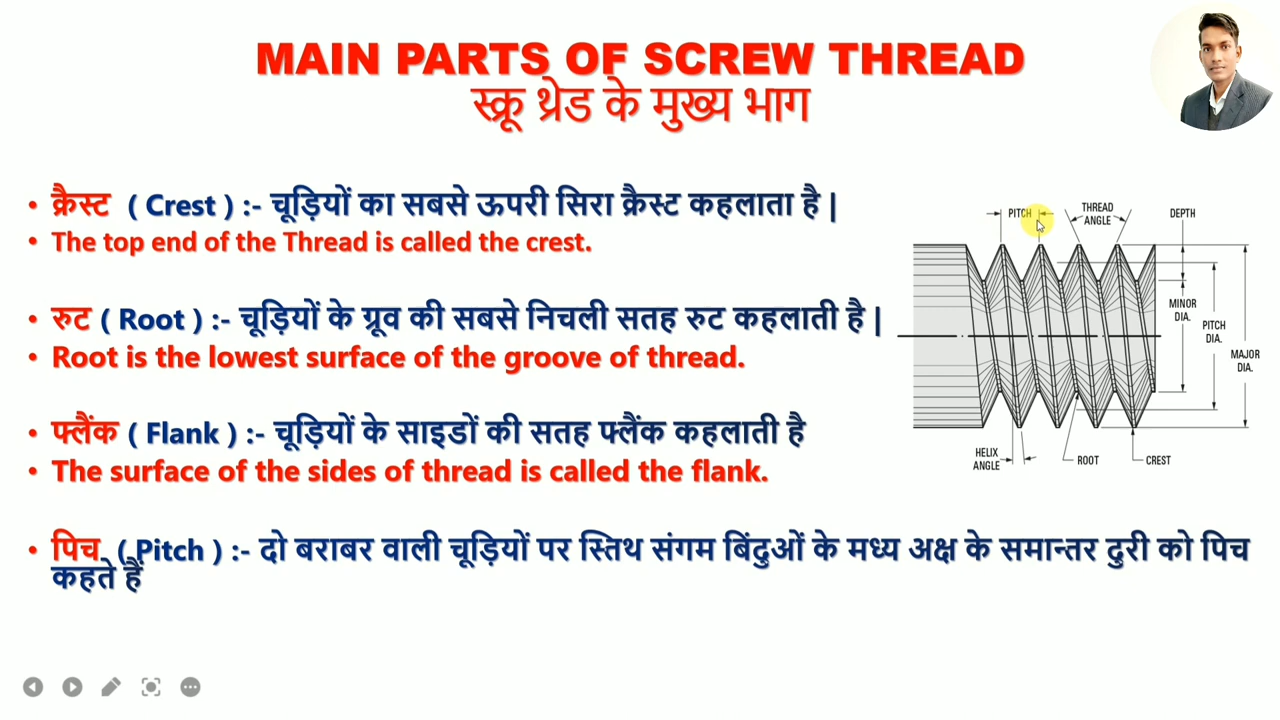 MAIN PARTS OF SCREW THREAD
स्क्रू थ्रेड के मुख्य भाग
• क्रैस्ट ( Crest ) :- चूड़ियों का सबसे ऊपरी सिरा क्रैस्ट कहलाता है |
• The top end of the Thread is called the crest.
• रुट ( Root ) :- चूड़ियों के ग्रूव की सबसे निचली सतह रुट कहलाती है |
• Root is the lowest surface of the groove of thread.
• फ्लैंक ( Flank ) :- चूड़ियों के साइडों की सतह फ्लैंक कहलाती है
• The surface of the sides of thread is called the flank.
• पिच ( Pitch ) :- दो बराबर वाली चूड़ियों पर स्तिथ संगम बिंदुओं के मध्य अक्ष के समान्तर दुरी को पिच
कहते हैं
PITCH
THREAD
ANGLE
DEPTH
MINOR
DIA.
PITCH
DIA.
MAJOR
DIA.
HELIX
ANGLE
ROOT
CREST